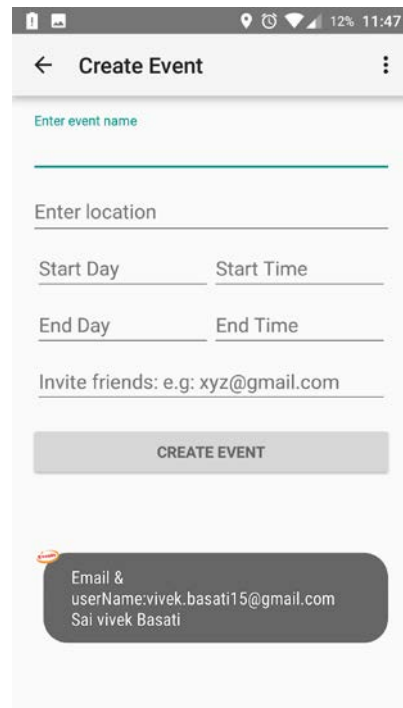 12% 11:47
Create Event
Enter event name
Enter location
Start Day Start Time
End Day End Time
Invite friends: e.g: xyz@gmail.com
CREATE EVENT
Email &
userName:vivek.basati15@gmail.com
Sai vivek Basati